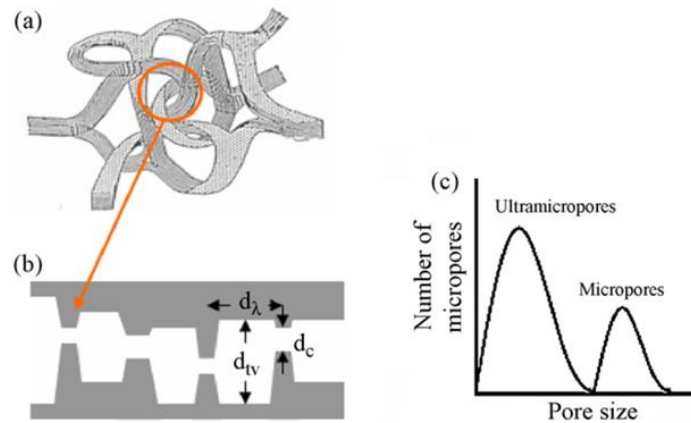 (a)
(b)
dλ
dtv
dc
(c)
Number of
micropores
Ultramicropores
Micropores
Pore size